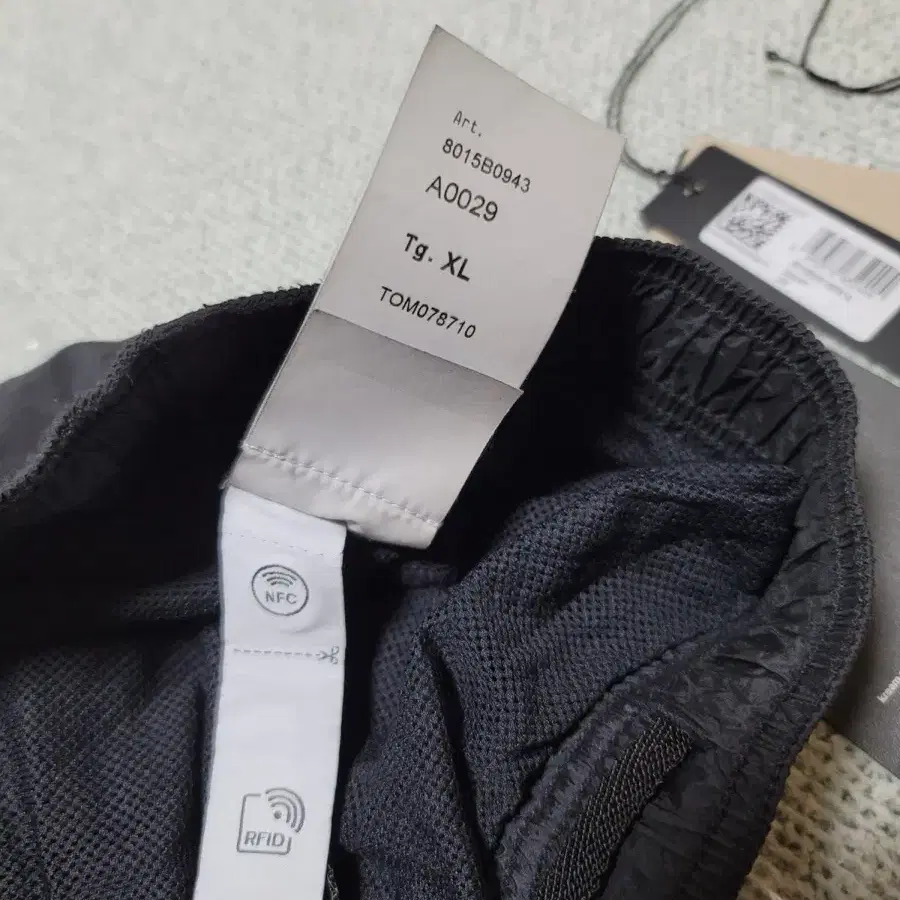 Art.
8015B0943
A0029
Tg. XL
TOM078710
NFC
RFID